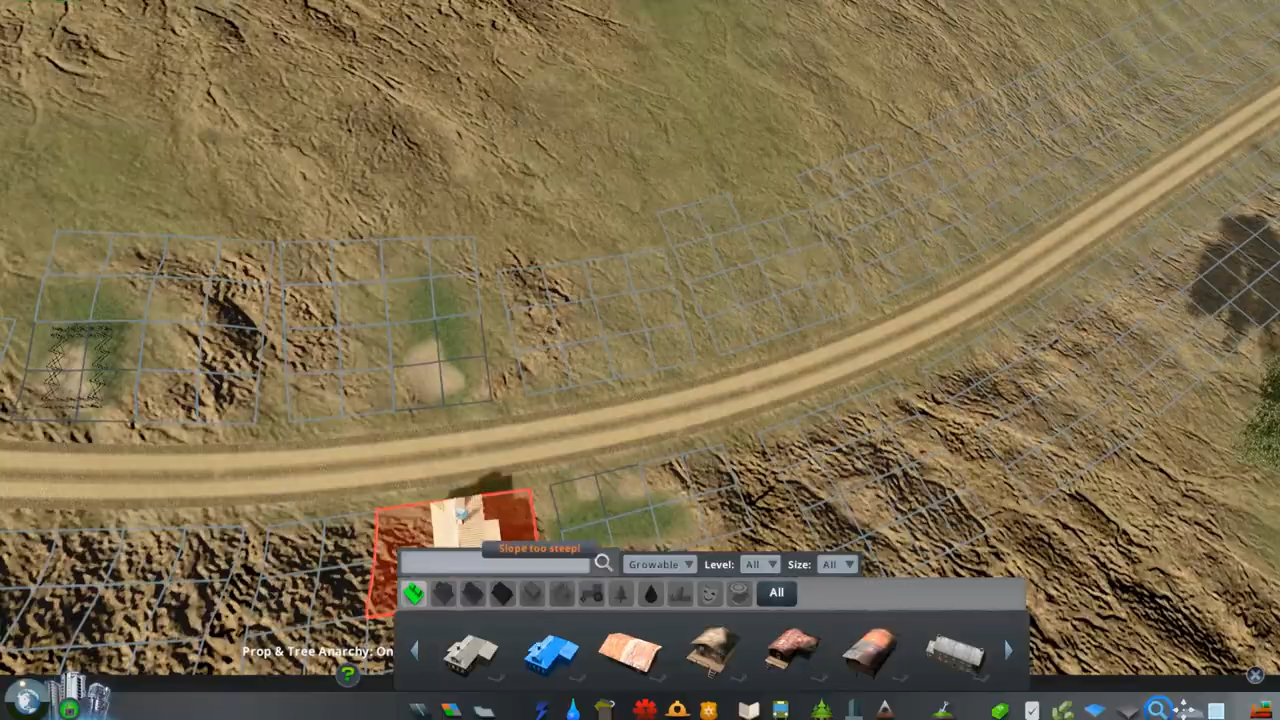 Slope too steep!
Growable Level: All Size: All
All
Prop & Tree Anarchy: On
?